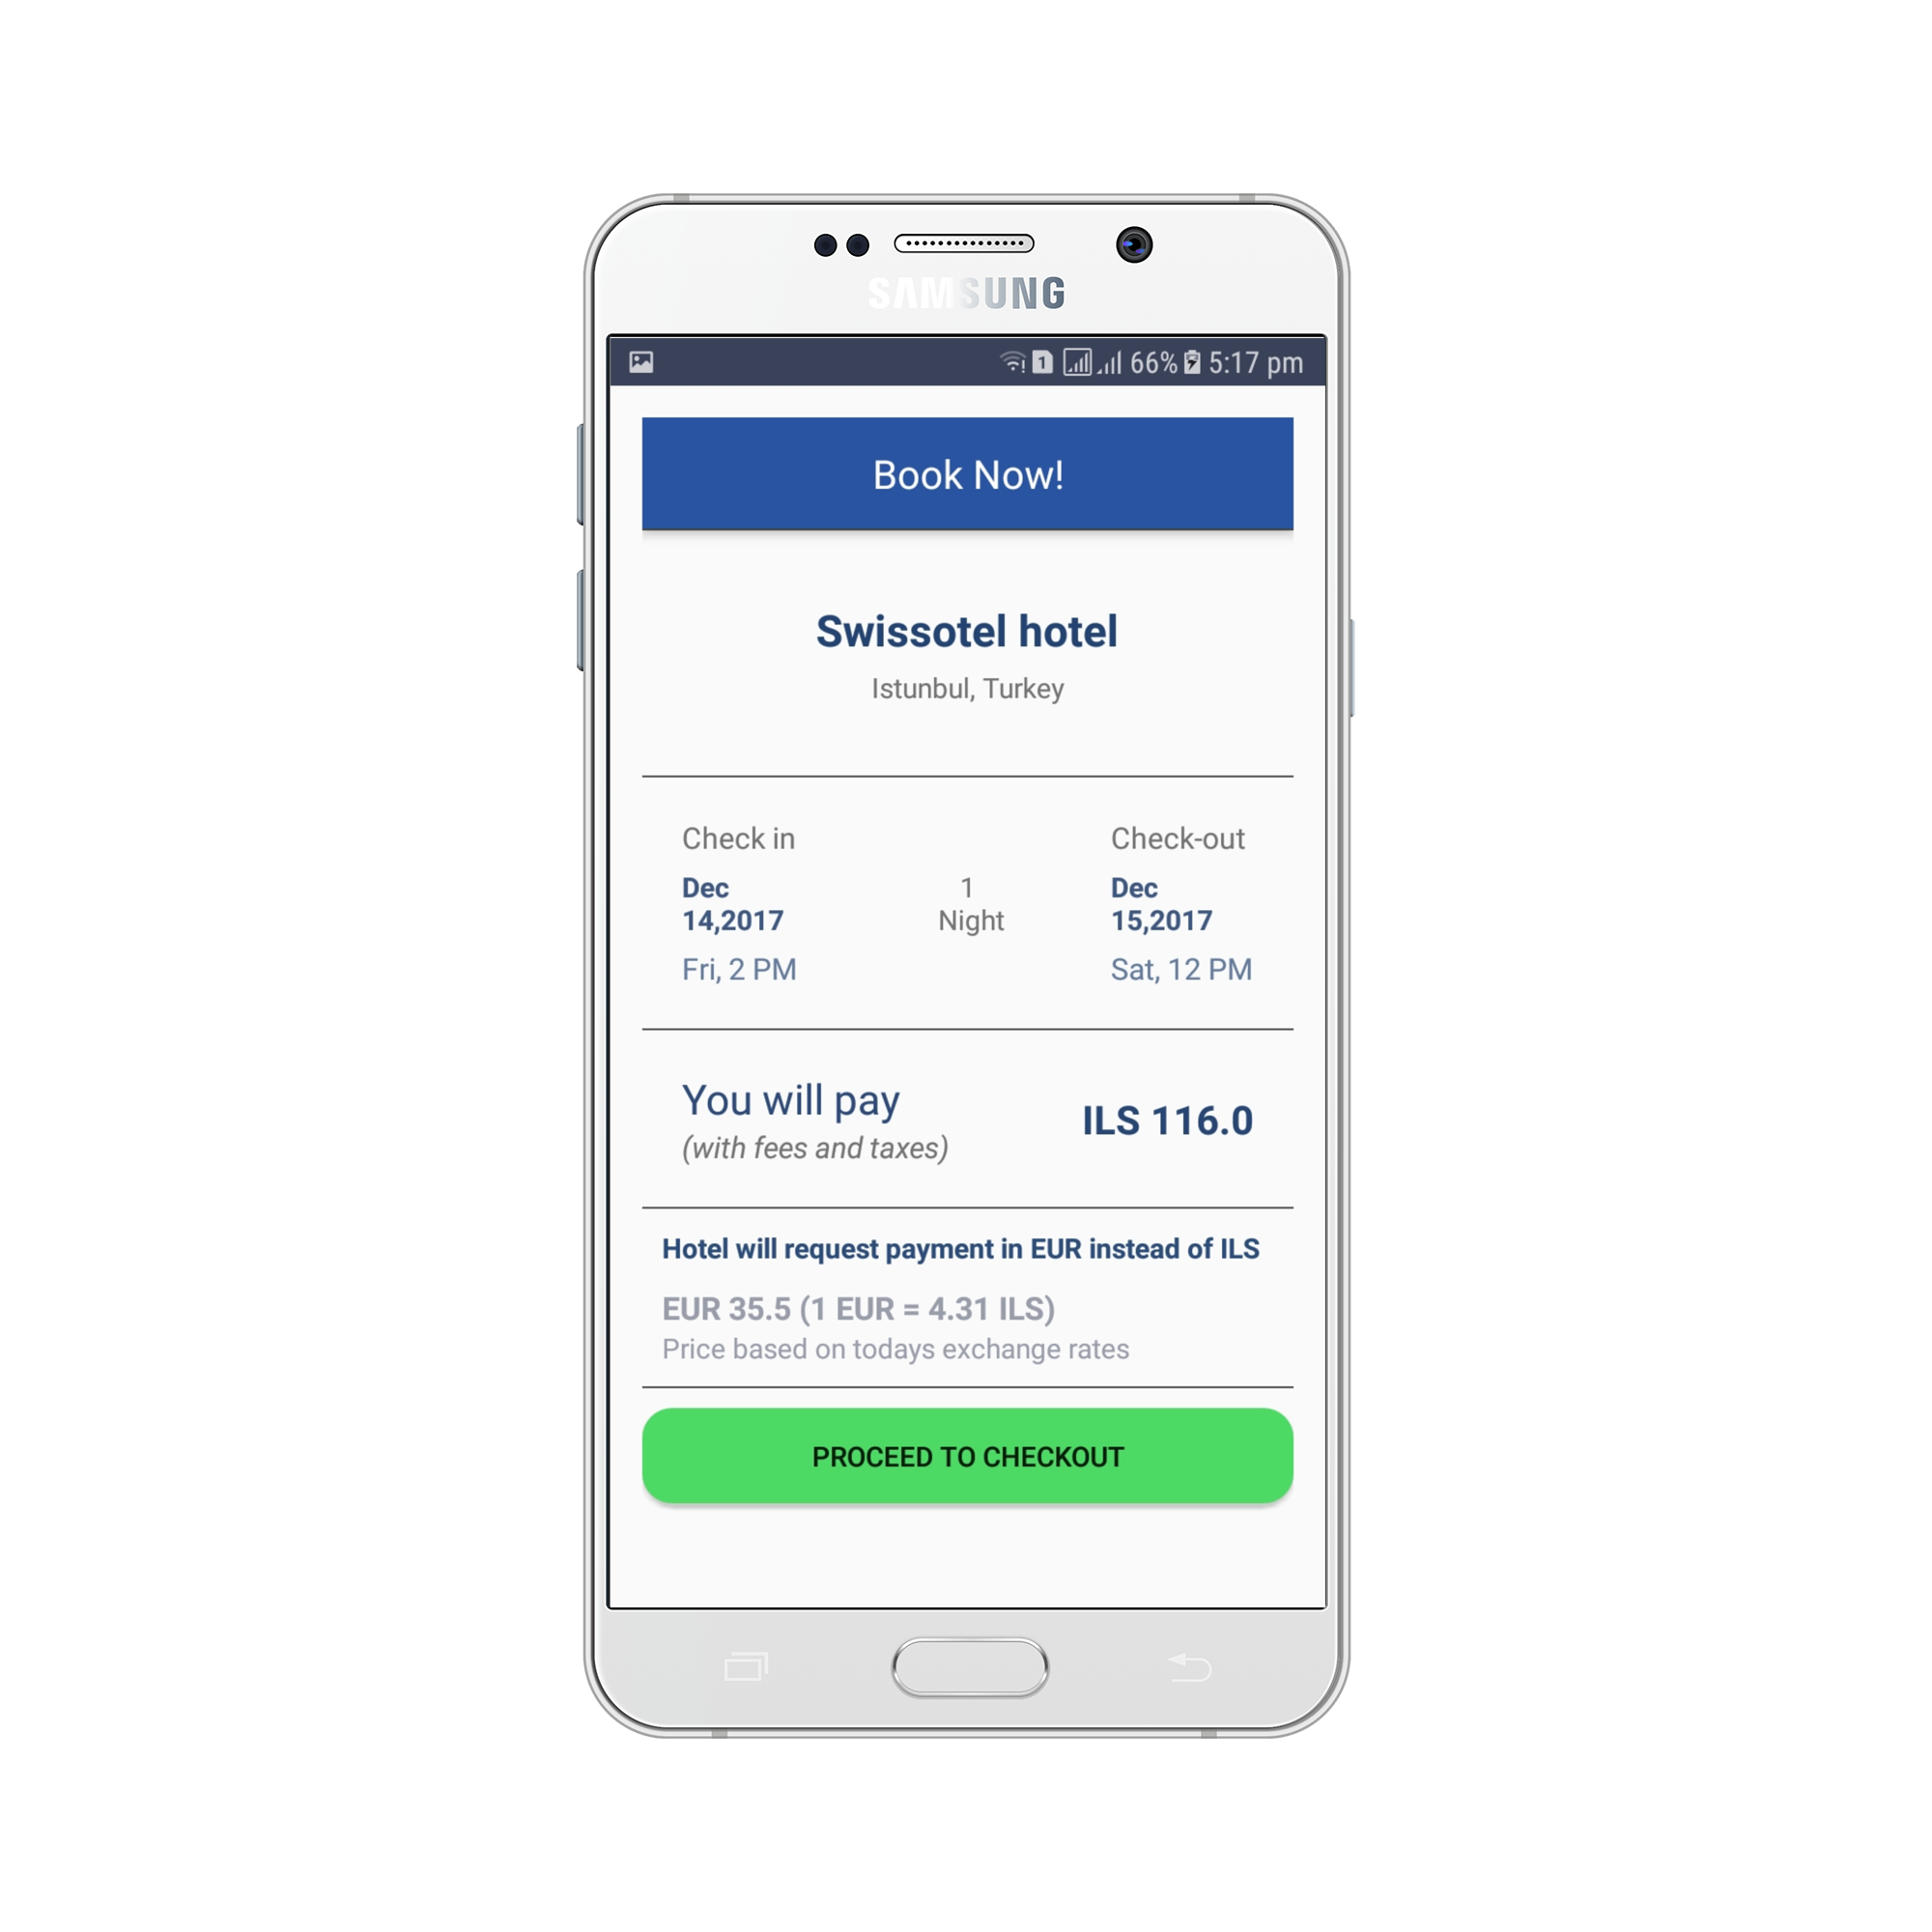 SAMSUNG
1 66% 5:17 pm
Book Now!
Swissotel hotel
Istunbul, Turkey
Check in
Check-out
Dec
14,2017
1
Night
Dec
15,2017
Fri, 2 PM
Sat, 12 PM
You will pay
(with fees and taxes)
ILS 116.0
Hotel will request payment in EUR instead of ILS
EUR 35.5 (1 EUR = 4.31 ILS)
Price based on todays exchange rates
PROCEED TO CHECKOUT